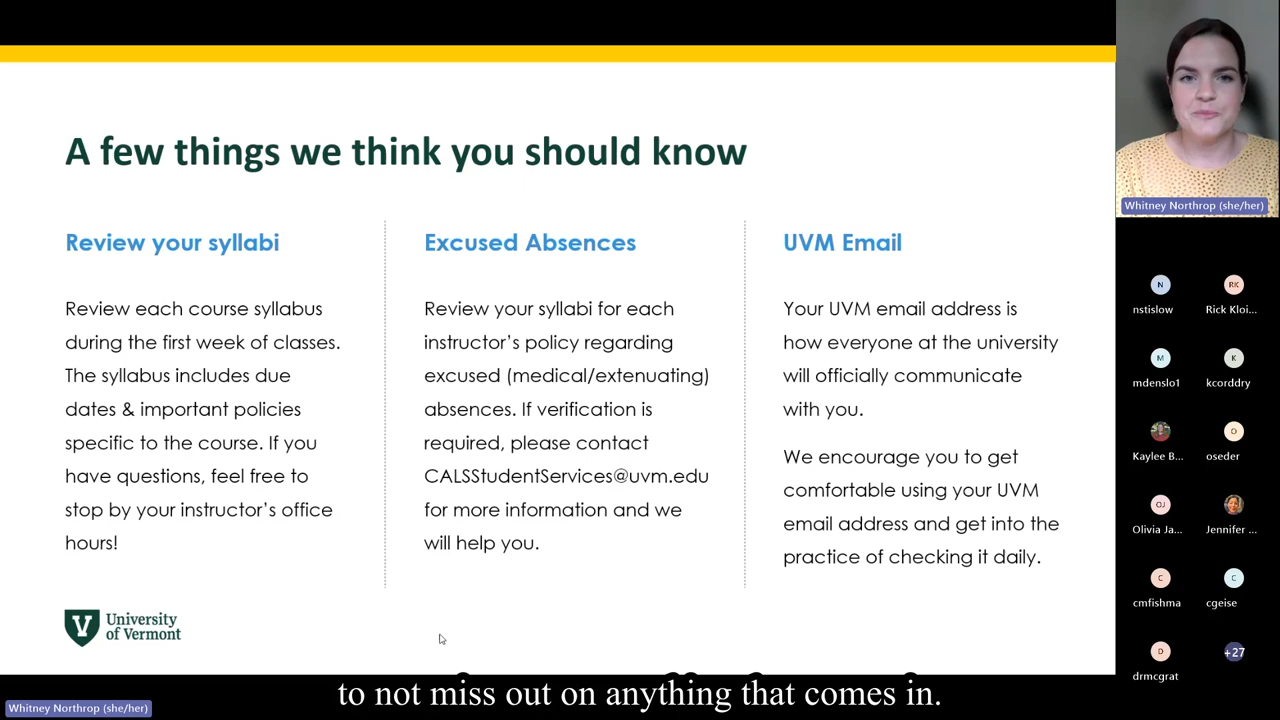 A few things we think you should know
Review your syllabi
Review each course syllabus
during the first week of classes.
The syllabus includes due
dates & important policies
specific to the course. If you
have questions, feel free to
stop by your instructor's office
hours!
Excused Absences
Review your syllabi for each
instructor's policy regarding
excused (medical/extenuating)
absences. If verification is
required, please contact
CALSStudentServices@uvm.edu
for more information and we
will help you.
UVM Email
Your UVM email address is
how everyone at the university
will officially communicate
with you.
We encourage you to get
comfortable using your UVM
email address and get into the
practice of checking it daily.
University
of Vermont
Whitney Northrop (she/her)
N
nstislow
RK
Rick Kloi...
M
mdenslo1
K
kcorddry
Kaylee B...
O
oseder
OJ
Olivia Ja...
Jennifer ...
C
cmfishma
C
cgeise
D
drmcgrat
+27
to not miss out on anything that comes in.
Whitney Northrop (she/her)